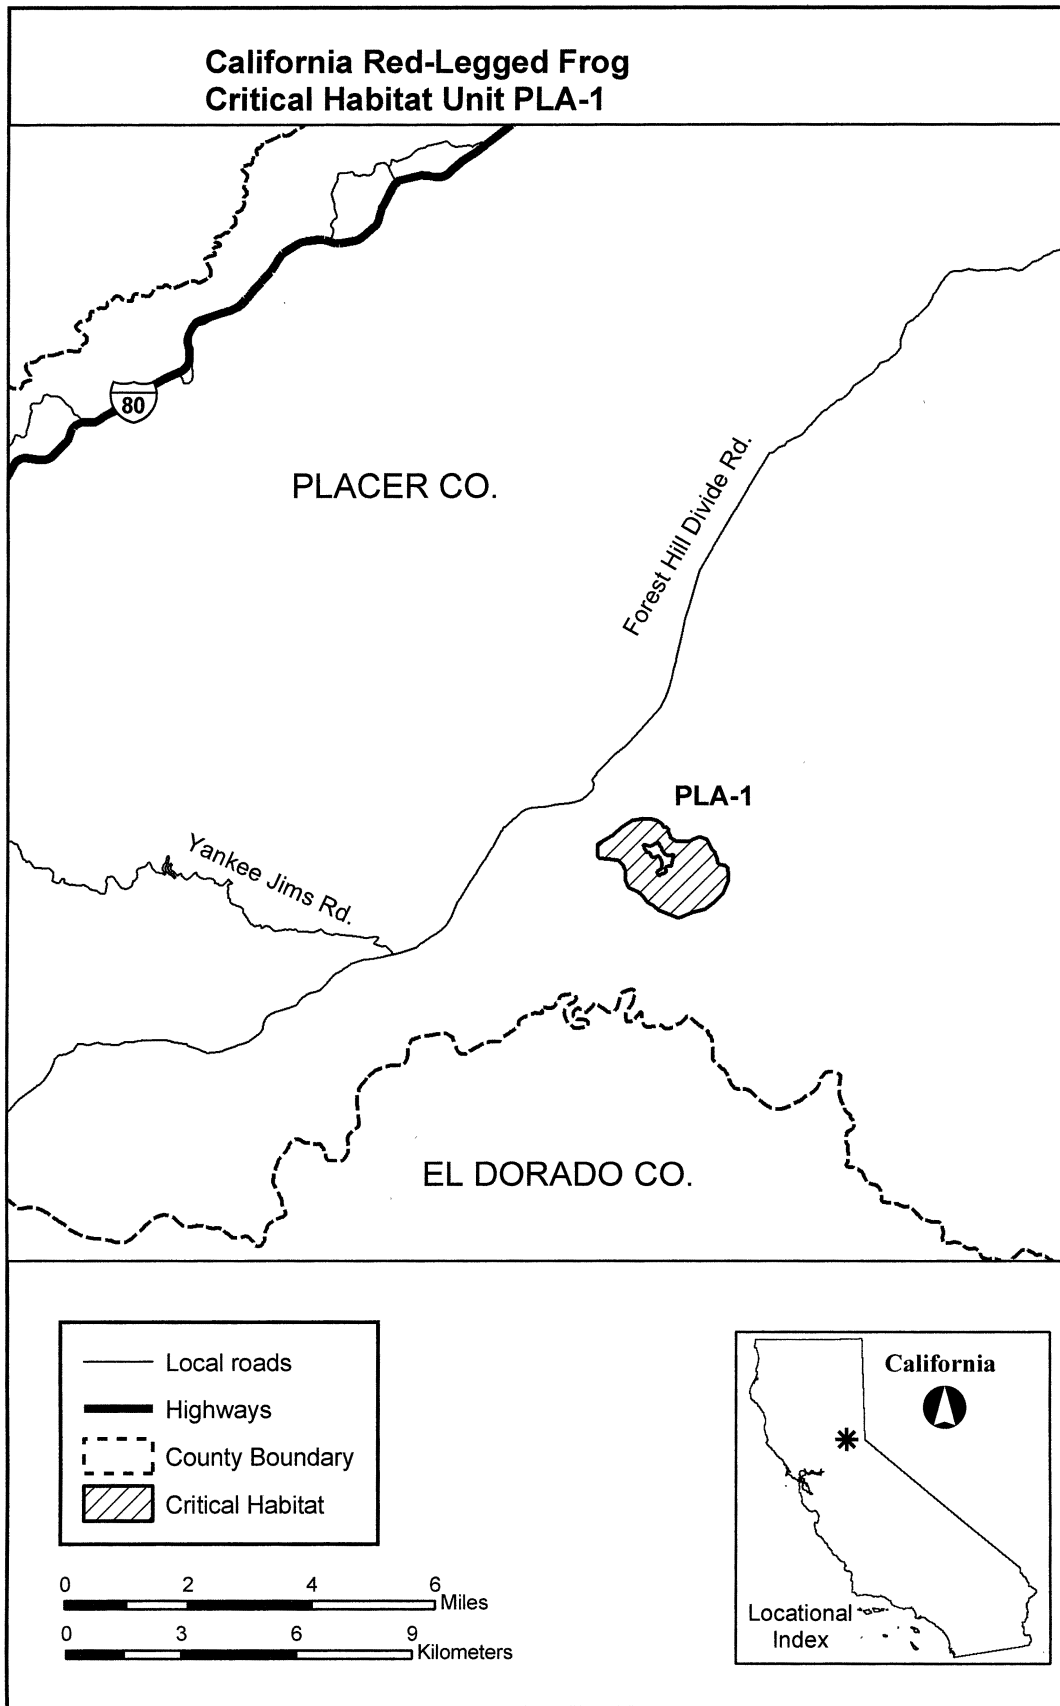 California Red-Legged Frog
Critical Habitat Unit PLA-1
80
PLACER CO.
Forest Hill Divide Rd.
PLA-1
Yankee Jims Rd.
EL DORADO CO.
Local roads
Highways
County Boundary
Critical Habitat
0 2 4 6
Miles
0 3 6 9
Kilometers
California
Locational
Index